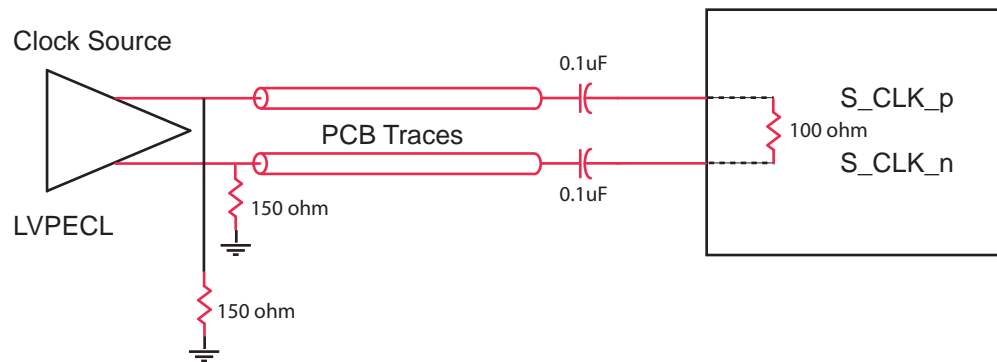 Clock Source
0.1uF
S_CLK_p
PCB Traces
100 ohm
S_CLK_n
0.1uF
150 ohm
LVPECL
150 ohm